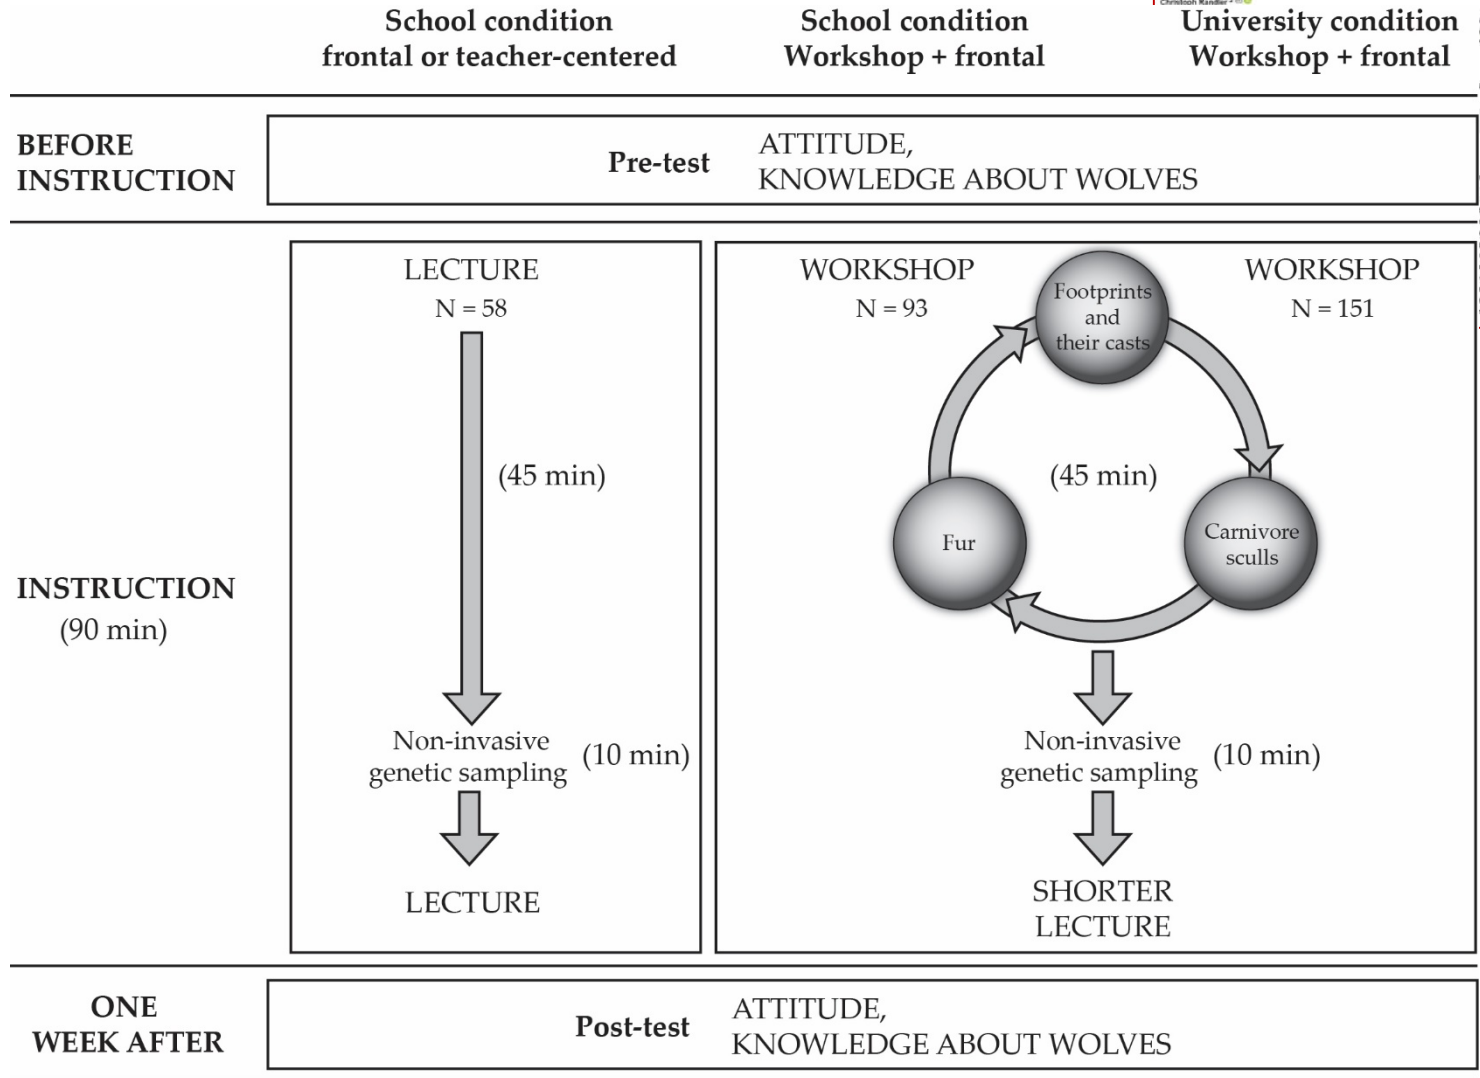 Christoph Randler
School condition
frontal or teacher-centered
School condition
Workshop + frontal
University condition
Workshop + frontal
BEFORE
INSTRUCTION
Pre-test
ATTITUDE,
KNOWLEDGE ABOUT WOLVES
INSTRUCTION
(90 min)
LECTURE
N = 58
(45 min)
Non-invasive
genetic sampling
(10 min)
LECTURE
WORKSHOP
N = 93
WORKSHOP
N = 151
Footprints
and
their casts
(45 min)
Fur
Carnivore
sculls
Non-invasive
genetic sampling
(10 min)
SHORTER
LECTURE
ONE
WEEK AFTER
Post-test
ATTITUDE,
KNOWLEDGE ABOUT WOLVES